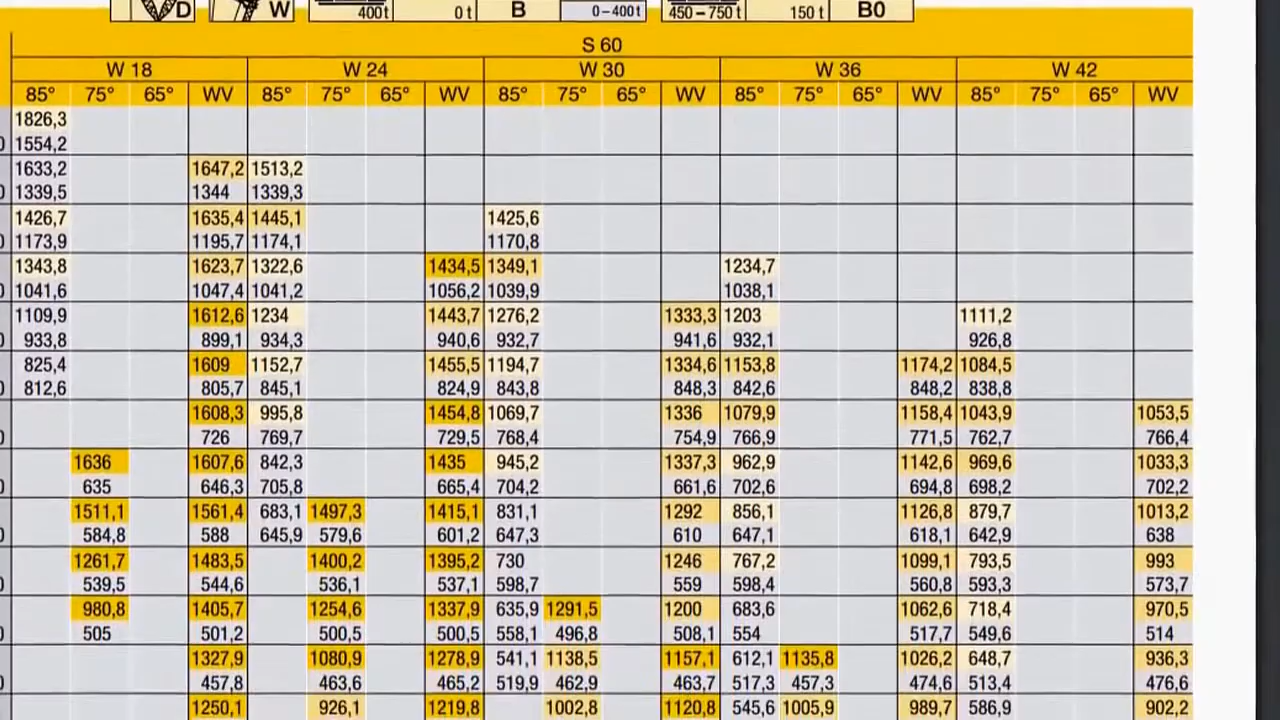 D W 400 t 0 t B 0–400 t 450–750 t 150 t B0
S 60
W 18 W 24 W 30 W 36 W 42
85° 75° 65° WV 85° 75° 65° WV 85° 75° 65° WV 85° 75° 65° WV 85° 75° 65° WV
1826,3
0 1554,2
1633,2 1647,2 1513,2
0 1339,5 1344 1339,3
1426,7 1635,4 1445,1 1425,6
0 1173,9 1195,7 1174,1 1170,8
1343,8 1623,7 1322,6 1434,5 1349,1 1234,7
0 1041,6 1047,4 1041,2 1056,2 1039,9 1038,1
1109,9 1612,6 1234 1443,7 1276,2 1333,3 1203 1111,2
0 933,8 899,1 934,3 940,6 932,7 941,6 932,1 926,8
825,4 1609 1152,7 1455,5 1194,7 1334,6 1153,8 1174,2 1084,5
0 812,6 805,7 845,1 824,9 843,8 848,3 842,6 848,2 838,8
1608,3 995,8 1454,8 1069,7 1336 1079,9 1158,4 1043,9 1053,5
0 726 769,7 729,5 768,4 754,9 766,9 771,5 762,7 766,4
1636 1607,6 842,3 1435 945,2 1337,3 962,9 1142,6 969,6 1033,3
0 635 646,3 705,8 665,4 704,2 661,6 702,6 694,8 698,2 702,2
1511,1 1561,4 683,1 1497,3 1415,1 831,1 1292 856,1 1126,8 879,7 1013,2
0 584,8 588 645,9 579,6 601,2 647,3 610 647,1 618,1 642,9 638
1261,7 1483,5 1400,2 1395,2 730 1246 767,2 1099,1 793,5 993
0 539,5 544,6 536,1 537,1 598,7 559 598,4 560,8 593,3 573,7
980,8 1405,7 1254,6 1337,9 635,9 1291,5 1200 683,6 1062,6 718,4 970,5
0 505 501,2 500,5 500,5 558,1 496,8 508,1 554 517,7 549,6 514
1327,9 1080,9 1278,9 541,1 1138,5 1157,1 612,1 1135,8 1026,2 648,7 936,3
0 457,8 463,6 465,2 519,9 462,9 463,7 517,3 457,3 474,6 513,4 476,6
1250,1 926,1 1219,8 1002,8 1120,8 545,6 1005,9 989,7 586,9 902,2